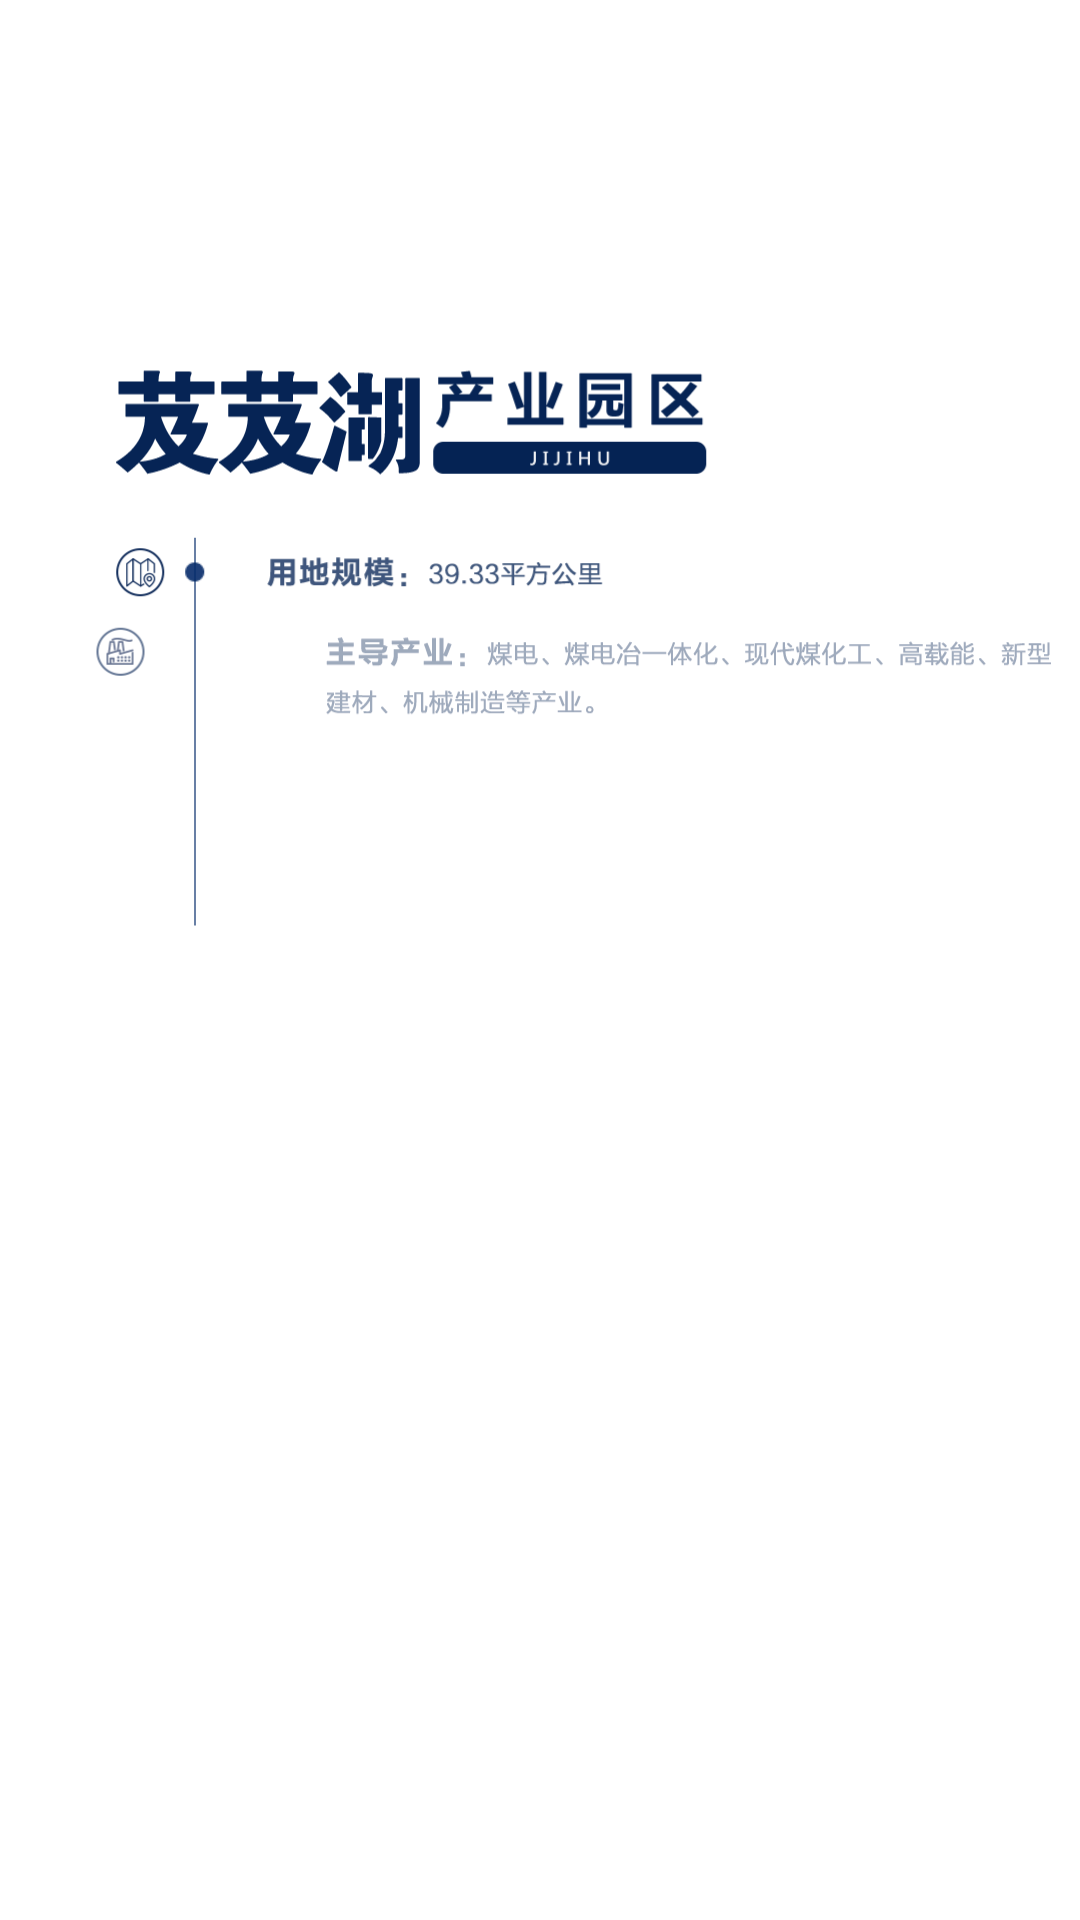 芨芨湖产业园区
JIJIHU
用地规模：39.33平方公里
主导产业：煤电、煤电冶一体化、现代煤化工、高载能、新型
建材、机械制造等产业。